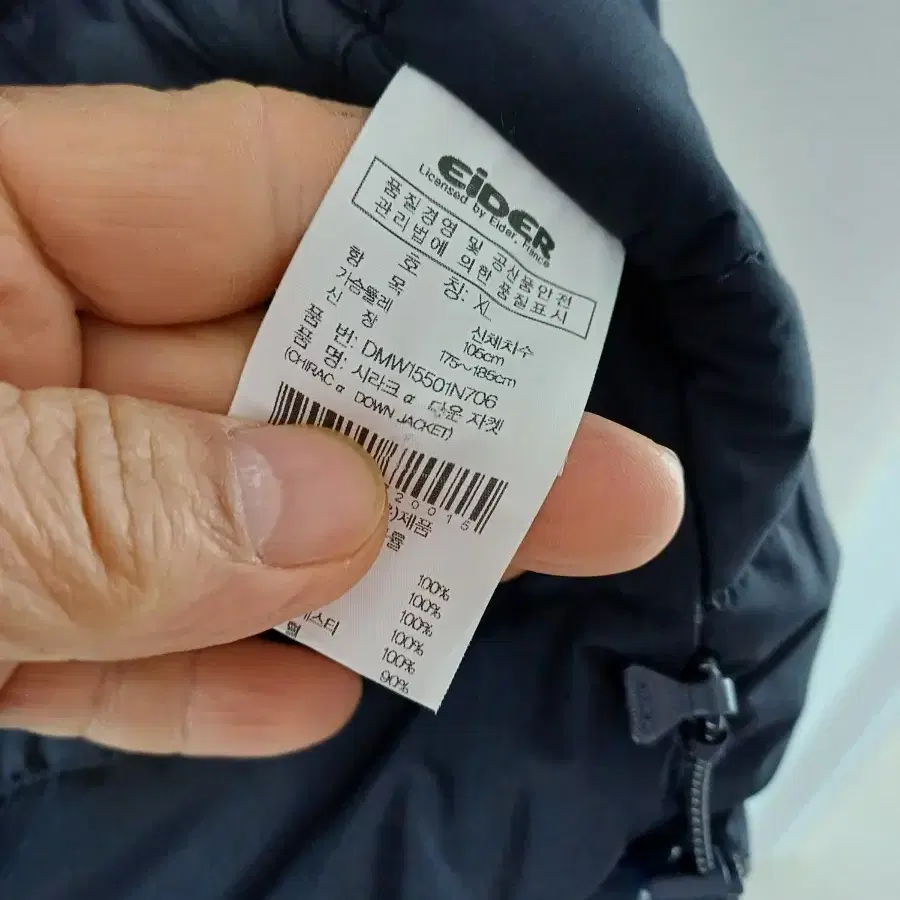 EiDER
Licensed by Eider, France
품질경영 및 공산품안전
관리법에 의한 품질표시
호 칭: XL
항 목 신체치수
가슴둘레 105cm
신 장 175~185cm
품 번: DMW15501N706
품 명: 시라크 α 다운 자켓
(CHIRAC α DOWN JACKET)
20015
)제품
100%
100%
100%
100%
100%
90%